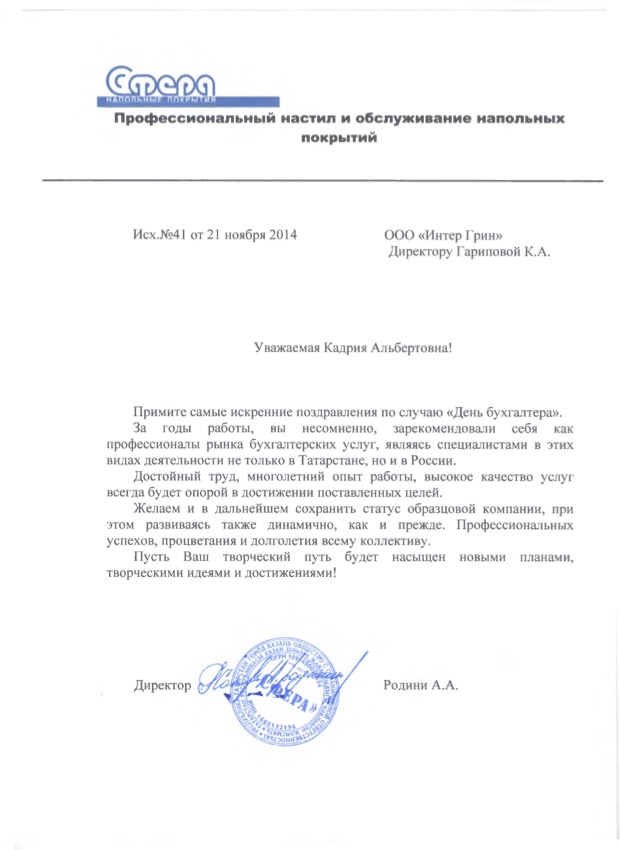 Сфера
НАПОЛЬНЫЕ ПОКРЫТИЯ
Профессиональный настил и обслуживание напольных
покрытий
Исх.№41 от 21 ноября 2014
ООО «Интер Грин»
Директору Гариповой К.А.
Уважаемая Кадрия Альбертовна!
Примите самые искренние поздравления по случаю «День бухгалтера».
За годы работы, вы несомненно, зарекомендовали себя как
профессионалы рынка бухгалтерских услуг, являясь специалистами в этих
видах деятельности не только в Татарстане, но и в России.
Достойный труд, многолетний опыт работы, высокое качество услуг
всегда будет опорой в достижении поставленных целей.
Желаем и в дальнейшем сохранить статус образцовой компании, при
этом развиваясь также динамично, как и прежде. Профессиональных
успехов, процветания и долголетия всему коллективу.
Пусть Ваш творческий путь будет насыщен новыми планами,
творческими идеями и достижениями!
Директор
Родини А.А.
СФЕРА»